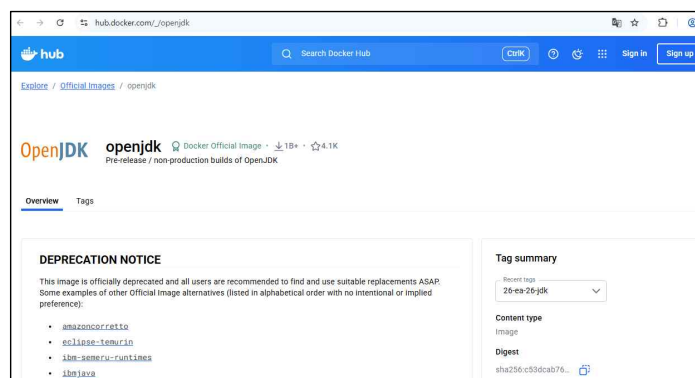 hub.docker.com/_/openjdk
hub
Search Docker Hub
CtrlK
Sign in
Sign up
Explore / Official Images / openjdk
OpenJDK
openjdk
Docker Official Image · 1B+ · 4.1K
Pre-release / non-production builds of OpenJDK
Overview
Tags
DEPRECATION NOTICE
This image is officially deprecated and all users are recommended to find and use suitable replacements ASAP.
Some examples of other Official Image alternatives (listed in alphabetical order with no intentional or implied
preference):
• amazoncorretto
• eclipse-temurin
• ibm-semeru-runtimes
• ibmjava
Tag summary
Recent tags
26-ea-26-jdk
Content type
Image
Digest
sha256:c53dcab76...